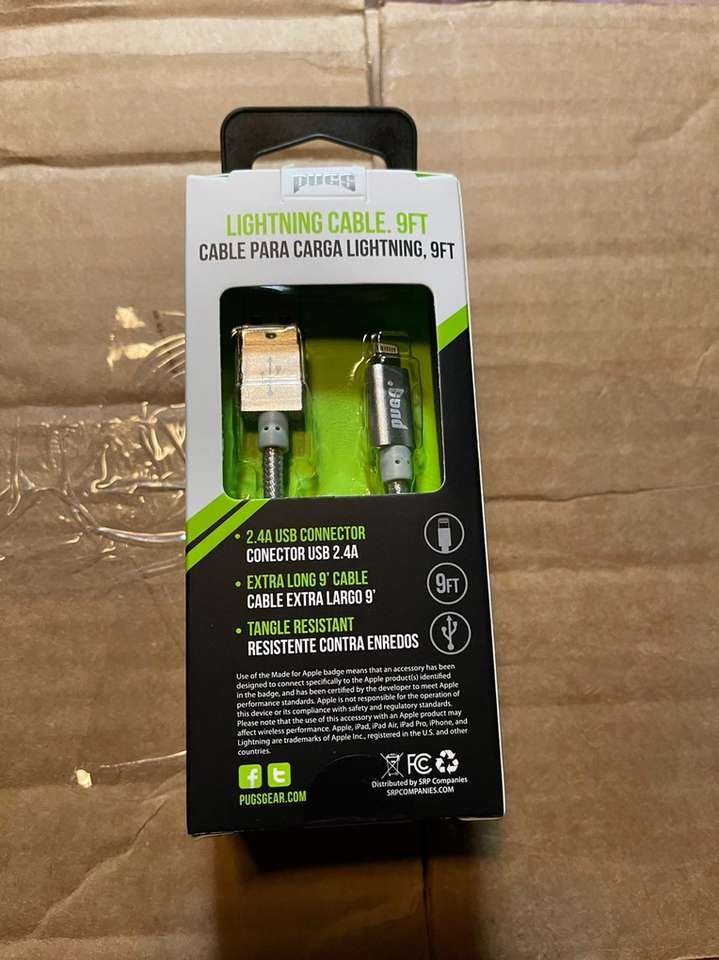 PUGS
LIGHTNING CABLE. 9FT
CABLE PARA CARGA LIGHTNING, 9FT
PUGS
• 2.4A USB CONNECTOR
CONECTOR USB 2.4A
• EXTRA LONG 9' CABLE
CABLE EXTRA LARGO 9'
9FT
• TANGLE RESISTANT
RESISTENTE CONTRA ENREDOS
Use of the Made for Apple badge means that an accessory has been
designed to connect specifically to the Apple product(s) identified
in the badge, and has been certified by the developer to meet Apple
performance standards. Apple is not responsible for the operation of
this device or its compliance with safety and regulatory standards.
Please note that the use of this accessory with an Apple product may
affect wireless performance. Apple, iPad, iPad Air, iPad Pro, iPhone, and
Lightning are trademarks of Apple Inc., registered in the U.S. and other
countries.
f t
FC
PUGSGEAR.COM
Distributed by SRP Companies
SRPCOMPANIES.COM